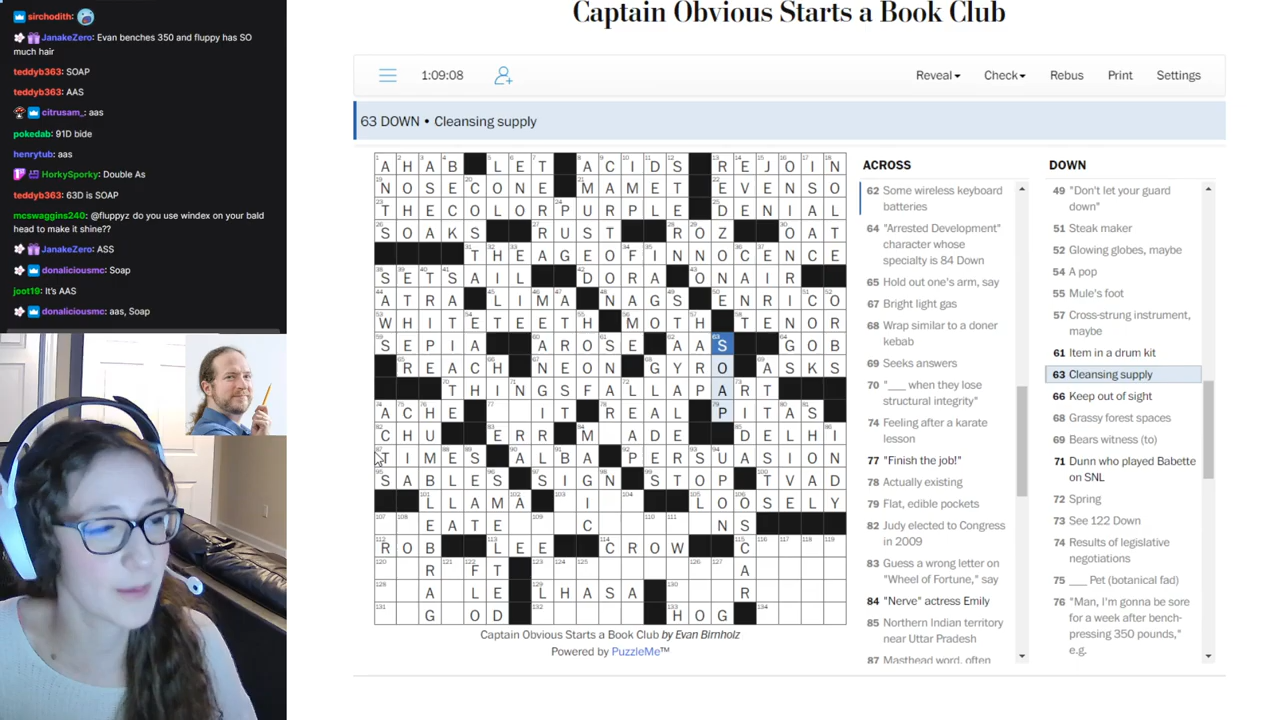 Captain Obvious Starts a Book Club
sirchodith:
JanakeZero: Evan benches 350 and fluppy has SO
much hair
teddyb363: SOAP
teddyb363: AAS
citrusam_: aas
pokedab: 91D bide
henrytub: aas
HorkySporky: Double As
teddyb363: 63D is SOAP
mcswaggins240: @fluppyz do you use windex on your bald
head to make it shine??
JanakeZero: ASS
donaliciousmc: Soap
joot19: It's AAS
donaliciousmc: aas, Soap
1:09:08
Reveal Check Rebus Print Settings
63 DOWN • Cleansing supply
A H A B L E T A C I D S R E J O I N
N O S E C O N E M A M E T E V E N S O
T H E C O L O R P U R P L E D E N I A L
S O A K S R U S T R O Z O A T
T H E A G E O F I N N O C E N C E
S E T S A I L D O R A O N A I R
A T R A L I M A N A G S E N R I C O
W H I T E T E E T H M O T H T E N O R
S E P I A A R O S E A A S G O B
R E A C H N E O N G Y R O A S K S
T H I N G S F A L L A P A R T
A C H E I T R E A L P I T A S
C H U E R R M A D E D E L H I
T I M E S A L B A P E R S U A S I O N
S A B L E S S I G N S T O P T V A D
L L A M A I L O O S E L Y
E A T E C N S
R O B L E E C R O W C
R F T A
A L E L H A S A R
G O D H O G
Captain Obvious Starts a Book Club by Evan Birnholz
Powered by PuzzleMe™
ACROSS
62 Some wireless keyboard
batteries
64 "Arrested Development"
character whose
specialty is 84 Down
65 Hold out one's arm, say
67 Bright light gas
68 Wrap similar to a doner
kebab
69 Seeks answers
70 "___ when they lose
structural integrity"
74 Feeling after a karate
lesson
77 "Finish the job!"
78 Actually existing
79 Flat, edible pockets
82 Judy elected to Congress
in 2009
83 Guess a wrong letter on
"Wheel of Fortune," say
84 "Nerve" actress Emily
85 Northern Indian territory
near Uttar Pradesh
87 Masthead word, often
DOWN
49 "Don't let your guard
down"
51 Steak maker
52 Glowing globes, maybe
54 A pop
55 Mule's foot
57 Cross-strung instrument,
maybe
61 Item in a drum kit
63 Cleansing supply
66 Keep out of sight
68 Grassy forest spaces
69 Bears witness (to)
71 Dunn who played Babette
on SNL
72 Spring
73 See 122 Down
74 Results of legislative
negotiations
75 ___ Pet (botanical fad)
76 "Man, I'm gonna be sore
for a week after bench-
pressing 350 pounds,"
e.g.